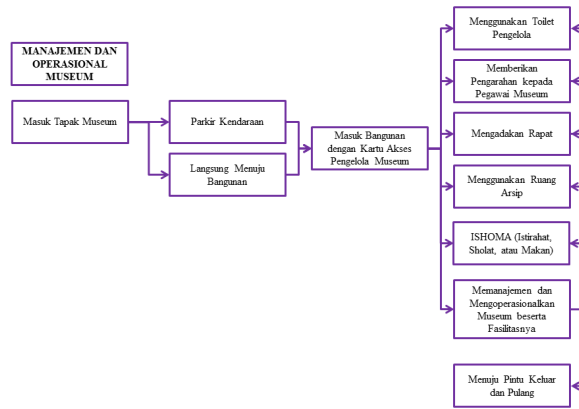 MANAJEMEN DAN
OPERASIONAL
MUSEUM
Masuk Tapak Museum
Parkir Kendaraan
Langsung Menuju
Bangunan
Masuk Bangunan
dengan Kartu Akses
Pengelola Museum
Menggunakan Toilet
Pengelola
Memberikan
Pengarahan kepada
Pegawai Museum
Mengadakan Rapat
Menggunakan Ruang
Arsip
ISHOMA (Istirahat,
Sholat, atau Makan)
Memanajemen dan
Mengoperasionalkan
Museum beserta
Fasilitasnya
Menuju Pintu Keluar
dan Pulang